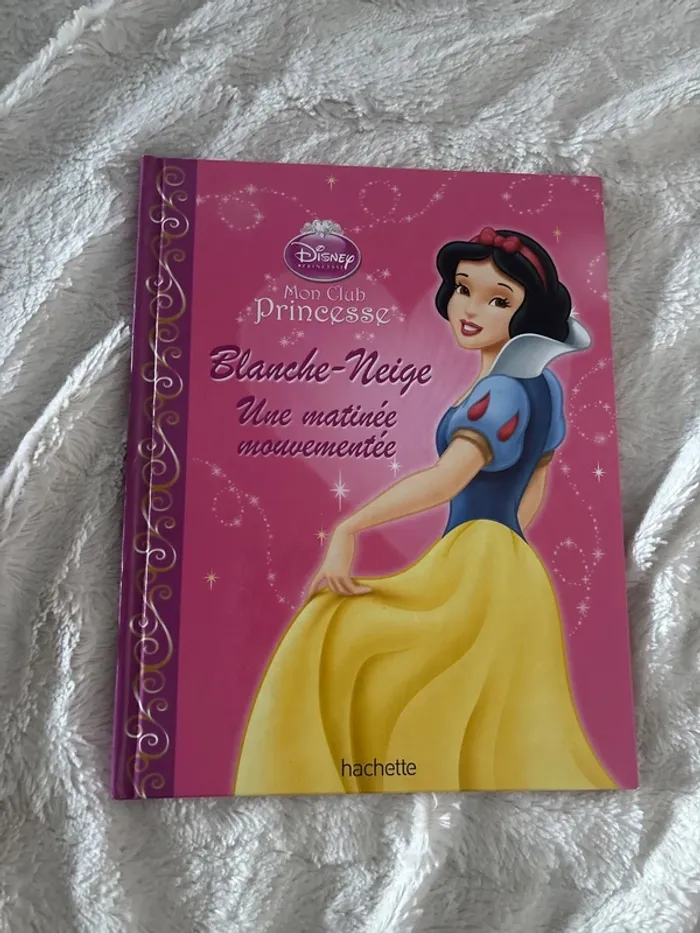 Disney
PRINCESSE
Mon Club
Princesse
Blanche-Neige
Une matinée
mouvementée
hachette